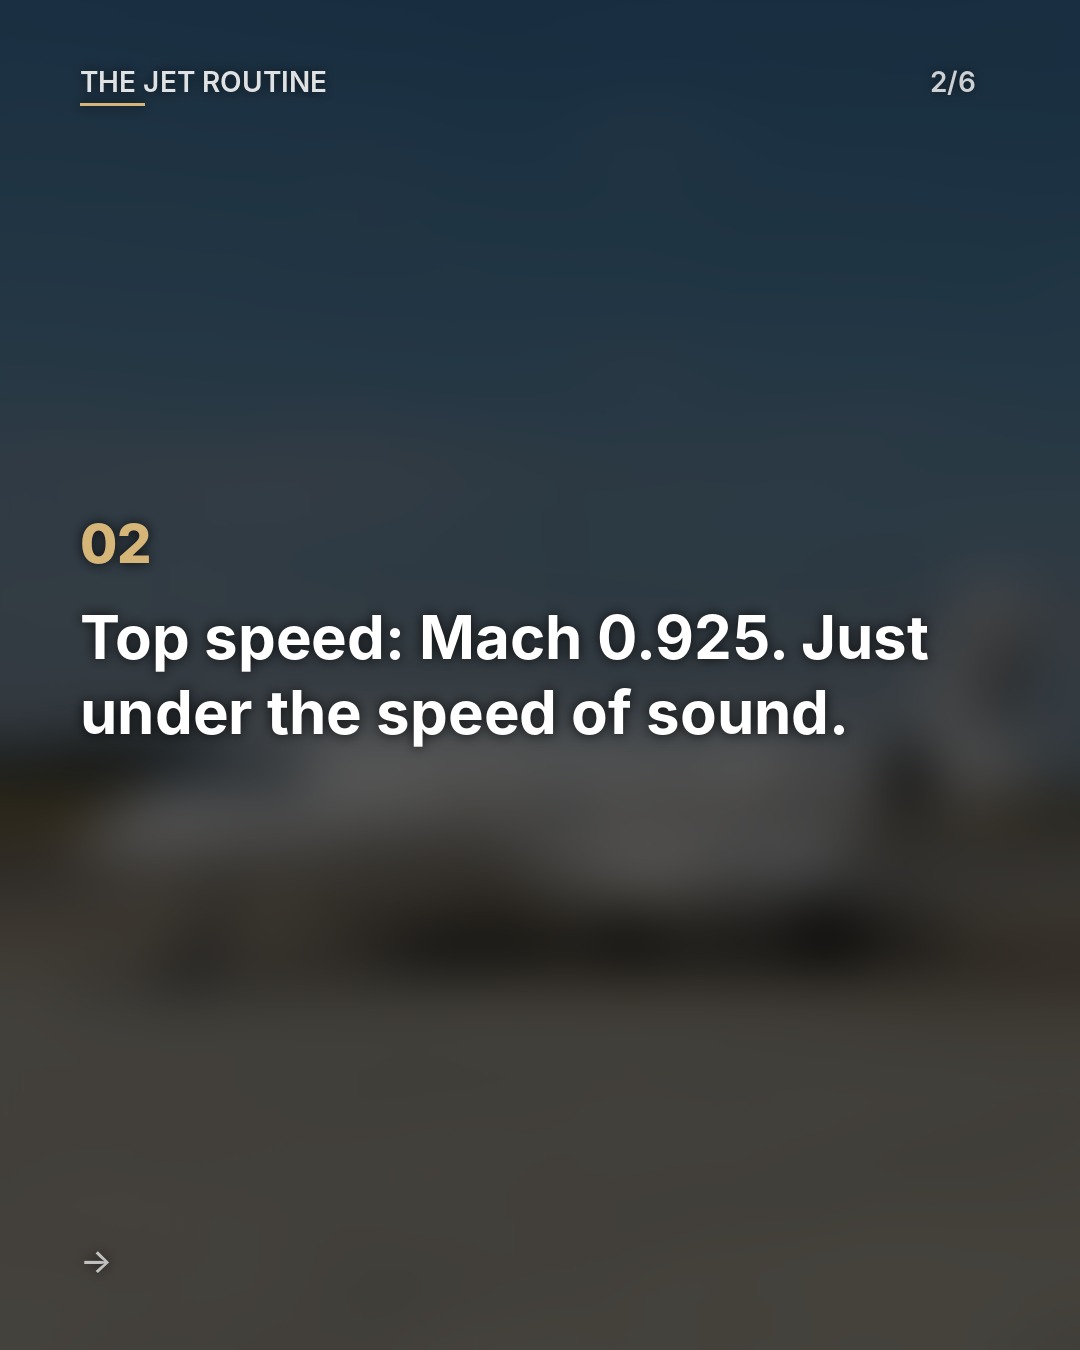 THE JET ROUTINE
2/6
02
Top speed: Mach 0.925. Just
under the speed of sound.
→